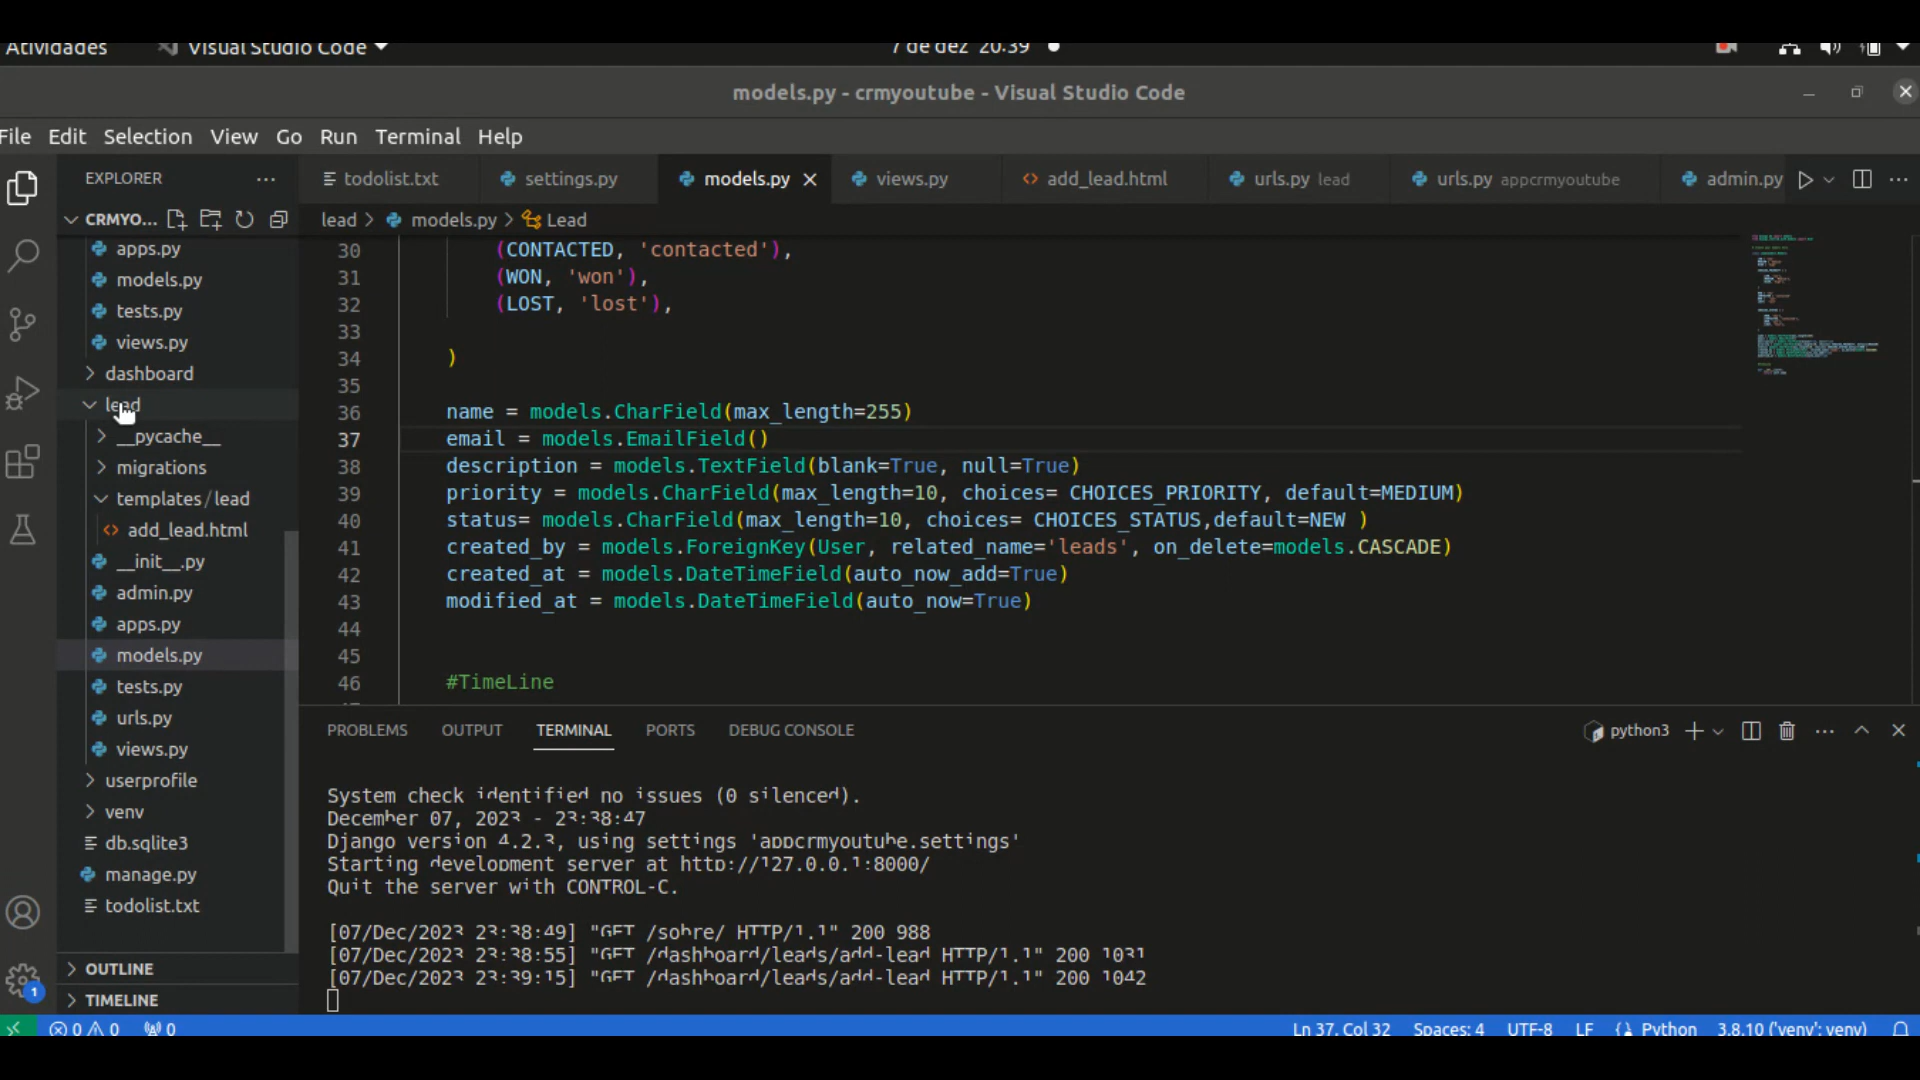 Atividades
Visual Studio Code
7 de dez 20:39
models.py - crmyoutube - Visual Studio Code
File Edit Selection View Go Run Terminal Help
EXPLORER
CRMYO...
apps.py
models.py
tests.py
views.py
dashboard
lead
__pycache__
migrations
templates/lead
add_lead.html
__init__.py
admin.py
apps.py
models.py
tests.py
urls.py
views.py
userprofile
venv
db.sqlite3
manage.py
todolist.txt
OUTLINE
TIMELINE
1
todolist.txt settings.py models.py views.py add_lead.html urls.py lead urls.py appcrmyoutube admin.py
lead > models.py > Lead
30 (CONTACTED, 'contacted'),
31 (WON, 'won'),
32 (LOST, 'lost'),
33
34 )
35
36 name = models.CharField(max_length=255)
37 email = models.EmailField()
38 description = models.TextField(blank=True, null=True)
39 priority = models.CharField(max_length=10, choices= CHOICES_PRIORITY, default=MEDIUM)
40 status= models.CharField(max_length=10, choices= CHOICES_STATUS,default=NEW )
41 created_by = models.ForeignKey(User, related_name='leads', on_delete=models.CASCADE)
42 created_at = models.DateTimeField(auto_now_add=True)
43 modified_at = models.DateTimeField(auto_now=True)
44
45
46 #TimeLine
PROBLEMS OUTPUT TERMINAL PORTS DEBUG CONSOLE
python3
System check identified no issues (0 silenced).
December 07, 2023 - 23:38:47
Django version 4.2.3, using settings 'appcrmyoutube.settings'
Starting development server at http://127.0.0.1:8000/
Quit the server with CONTROL-C.
[07/Dec/2023 23:38:49] "GET /sobre/ HTTP/1.1" 200 988
[07/Dec/2023 23:38:55] "GET /dashboard/leads/add-lead HTTP/1.1" 200 1031
[07/Dec/2023 23:39:15] "GET /dashboard/leads/add-lead HTTP/1.1" 200 1042
0 0 0
Ln 37, Col 32 Spaces: 4 UTF-8 LF Python 3.8.10 ('venv': venv)